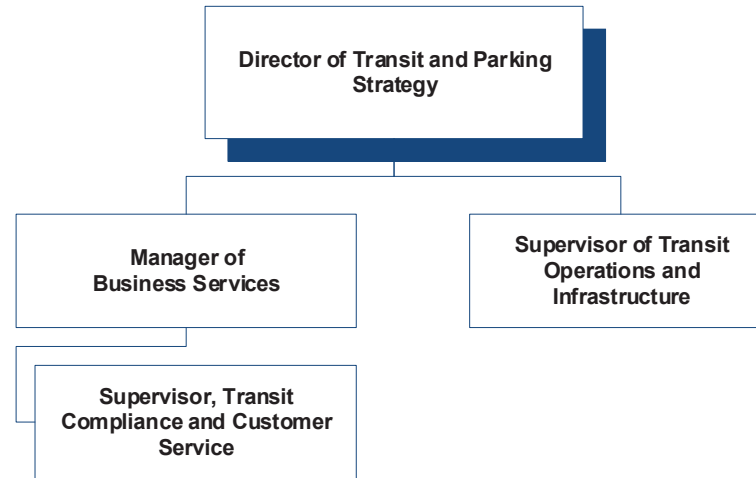 Director of Transit and Parking
Strategy
Manager of
Business Services
Supervisor of Transit
Operations and
Infrastructure
Supervisor, Transit
Compliance and Customer
Service